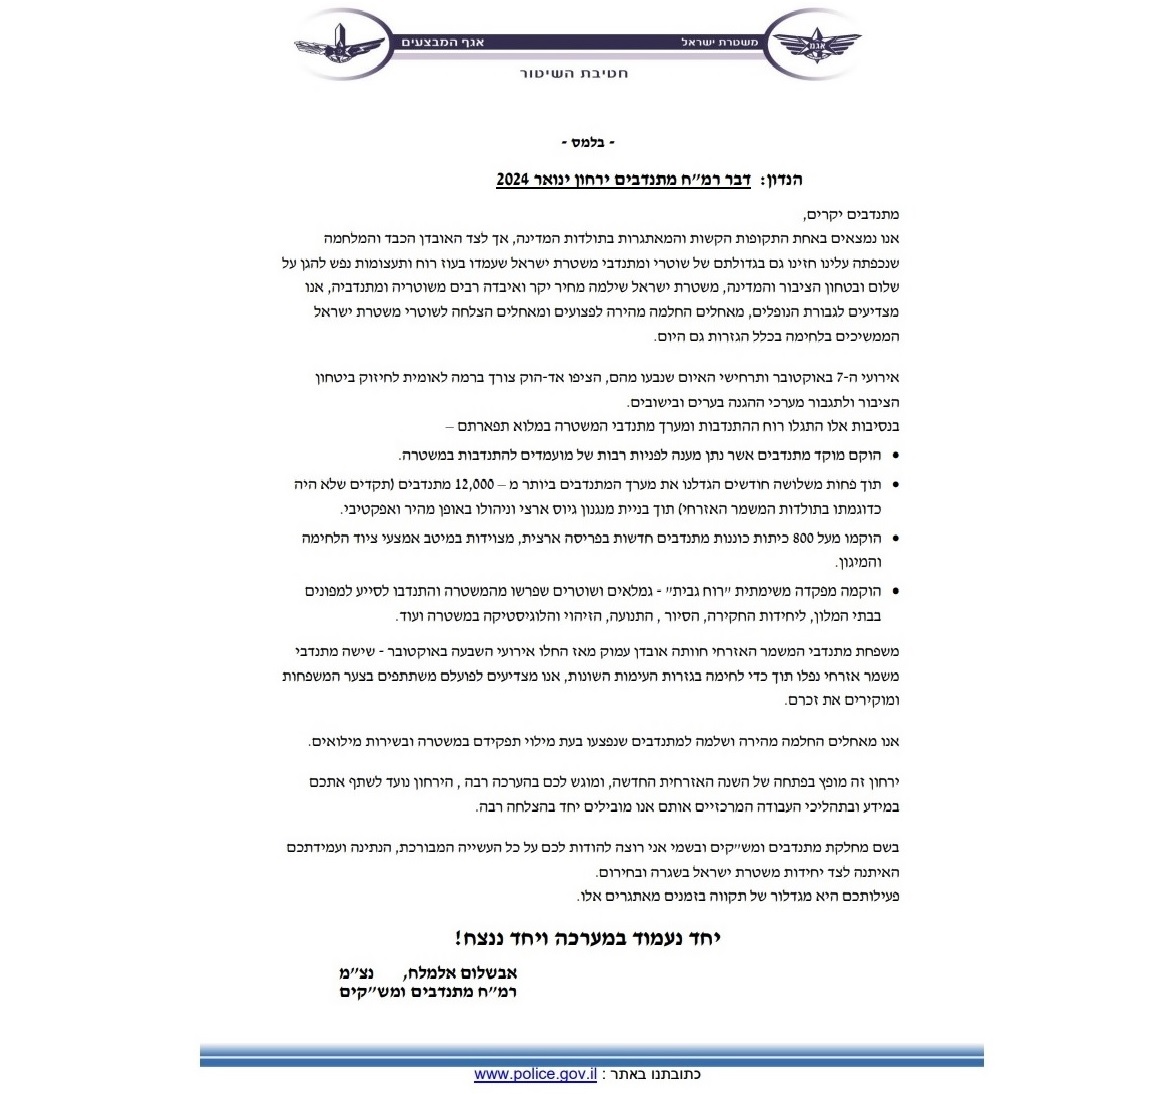 משטרת ישראל אגף המבצעים
אגמ
חטיבת השיטור
- בלמס -
הנדון: דבר רמ״ח מתנדבים ירחון ינואר 2024
מתנדבים יקרים,
אנו נמצאים באחת התקופות הקשות והמאתגרות בתולדות המדינה, אך לצד האובדן הכבד והמלחמה
שנכפתה עלינו חזינו גם בגדולתם של שוטרי ומתנדבי משטרת ישראל שעמדו בעוז רוח ותעצומות נפש להגן על
שלום ובטחון הציבור והמדינה, משטרת ישראל שילמה מחיר יקר ואיבדה רבים משוטריה ומתנדביה, אנו
מצדיעים לגבורת הנופלים, מאחלים החלמה מהירה לפצועים ומאחלים הצלחה לשוטרי משטרת ישראל
הממשיכים בלחימה בכלל הגזרות גם היום.
אירועי ה-7 באוקטובר ותרחישי האיום שנבעו מהם, הציפו אד-הוק צורך ברמה לאומית לחיזוק ביטחון
הציבור ולתגבור מערכי ההגנה בערים ובישובים.
בנסיבות אלו התגלו רוח ההתנדבות ומערך מתנדבי המשטרה במלוא תפארתם –
• הוקם מוקד מתנדבים אשר נתן מענה לפניות רבות של מועמדים להתנדבות במשטרה.
• תוך פחות משלושה חודשים הגדלנו את מערך המתנדבים ביותר מ – 12,000 מתנדבים (תקדים שלא היה
כדוגמתו בתולדות המשמר האזרחי) תוך בניית מנגנון גיוס ארצי וניהולו באופן מהיר ואפקטיבי.
• הוקמו מעל 800 כיתות כוננות מתנדבים חדשות בפריסה ארצית, מצוידות במיטב אמצעי ציוד הלחימה
והמיגון.
• הוקמה מפקדה משימתית ״רוח גבית״ - גמלאים ושוטרים שפרשו מהמשטרה והתנדבו לסייע למפונים
בבתי המלון, ליחידות החקירה, הסיור , התנועה, הזיהוי והלוגיסטיקה במשטרה ועוד.
משפחת מתנדבי המשמר האזרחי חוותה אובדן עמוק מאז החלו אירועי השבעה באוקטובר - שישה מתנדבי
משמר אזרחי נפלו תוך כדי לחימה בגזרות העימות השונות, אנו מצדיעים לפועלם משתתפים בצער המשפחות
ומוקירים את זכרם.
אנו מאחלים החלמה מהירה ושלמה למתנדבים שנפצעו בעת מילוי תפקידם במשטרה ובשירות מילואים.
ירחון זה מופץ בפתחה של השנה האזרחית החדשה, ומוגש לכם בהערכה רבה , הירחון נועד לשתף אתכם
במידע ובתהליכי העבודה המרכזיים אותם אנו מובילים יחד בהצלחה רבה.
בשם מחלקת מתנדבים ומש״קים ובשמי אני רוצה להודות לכם על כל העשייה המבורכת, הנתינה ועמידתכם
האיתנה לצד יחידות משטרת ישראל בשגרה ובחירום.
פעילותכם היא מגדלור של תקווה בזמנים מאתגרים אלו.
יחד נעמוד במערכה ויחד ננצח!
אבשלום אלמלח, נצ״מ
רמ״ח מתנדבים ומש״קים
כתובתנו באתר : www.police.gov.il